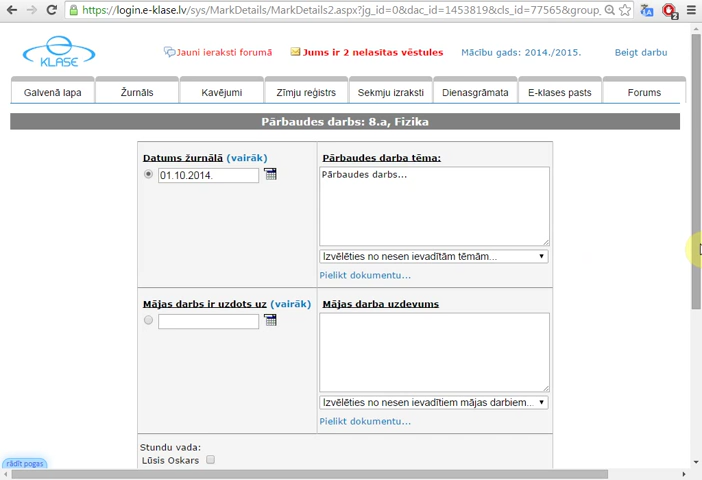 https://login.e-klase.lv/sys/MarkDetails/MarkDetails2.aspx?jg_id=0&dac_id=1453819&cls_id=77565&group_
2
e
KLASE
Jauni ieraksti forumā
Jums ir 2 nelasitas vēstules
Mācību gads: 2014./2015.
Beigt darbu
Galvenā lapa
Žurnāls
Kavējumi
Zīmju reģistrs
Sekmju izraksti
Dienasgrāmata
E-klases pasts
Forums
Pārbaudes darbs: 8.a, Fizika
Datums žurnālā (vairāk)
01.10.2014.
Pārbaudes darba tēma:
Pārbaudes darbs...
Izvēlēties no nesen ievadītām tēmām...
Pielikt dokumentu...
Mājas darbs ir uzdots uz (vairāk)
Mājas darba uzdevums
Izvēlēties no nesen ievadītiem mājas darbiem...
Pielikt dokumentu...
Stundu vada:
Lūsis Oskars
rādīt pogas